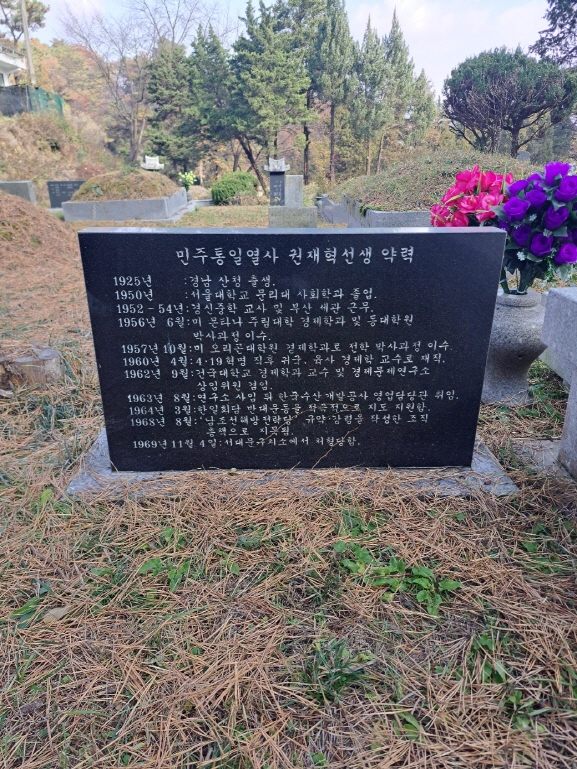 민주통일열사 권재혁선생 약력
1925년 :경남 산청 출생.
1950년 :서울대학교 문리대 사회학과 졸업.
1952-54년:경신중학 교사 및 부산 세관 근무.
1956년 6월:미 몬타나 주립대학 경제학과 및 동대학원
박사과정 이수.
1957년 10월:미 오리곤대학원 경제학과로 전학 박사과정 이수.
1960년 4월:4·19혁명 직후 귀국, 육사 경제학 교수로 재직.
1962년 9월:건국대학교 경제학과 교수 및 경제문제연구소
상임위원 겸임.
1963년 8월:연구소 사임 뒤 한국수산개발공사 영업담당관 취임.
1964년 3월:한일회담 반대운동을 적극적으로 지도 지원함.
1968년 8월:'남조선해방전략당' 규약·강령을 작성한 조직
총책으로 지목됨.
1969년 11월 4일:서대문구치소에서 처형당함.